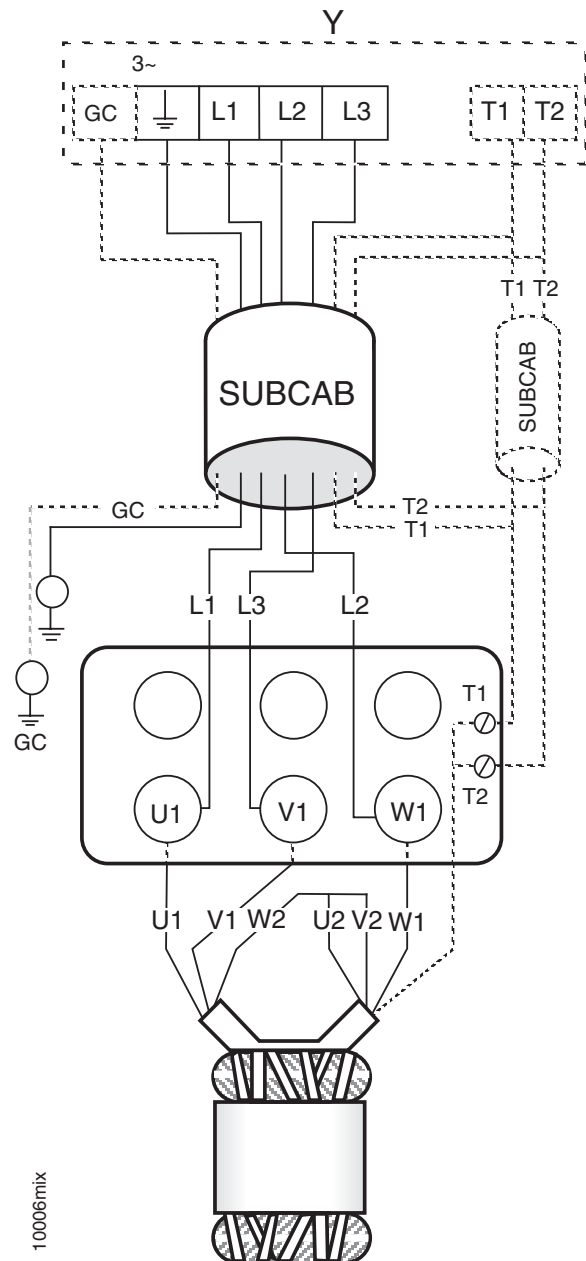 Y
3~
GC L1 L2 L3 T1 T2
T1 T2
SUBCAB
SUBCAB
GC
T2
T1
L1 L3 L2
T1
GC
U1 V1 W1
T2
U1 V1 W2 U2 V2 W1
10006mix